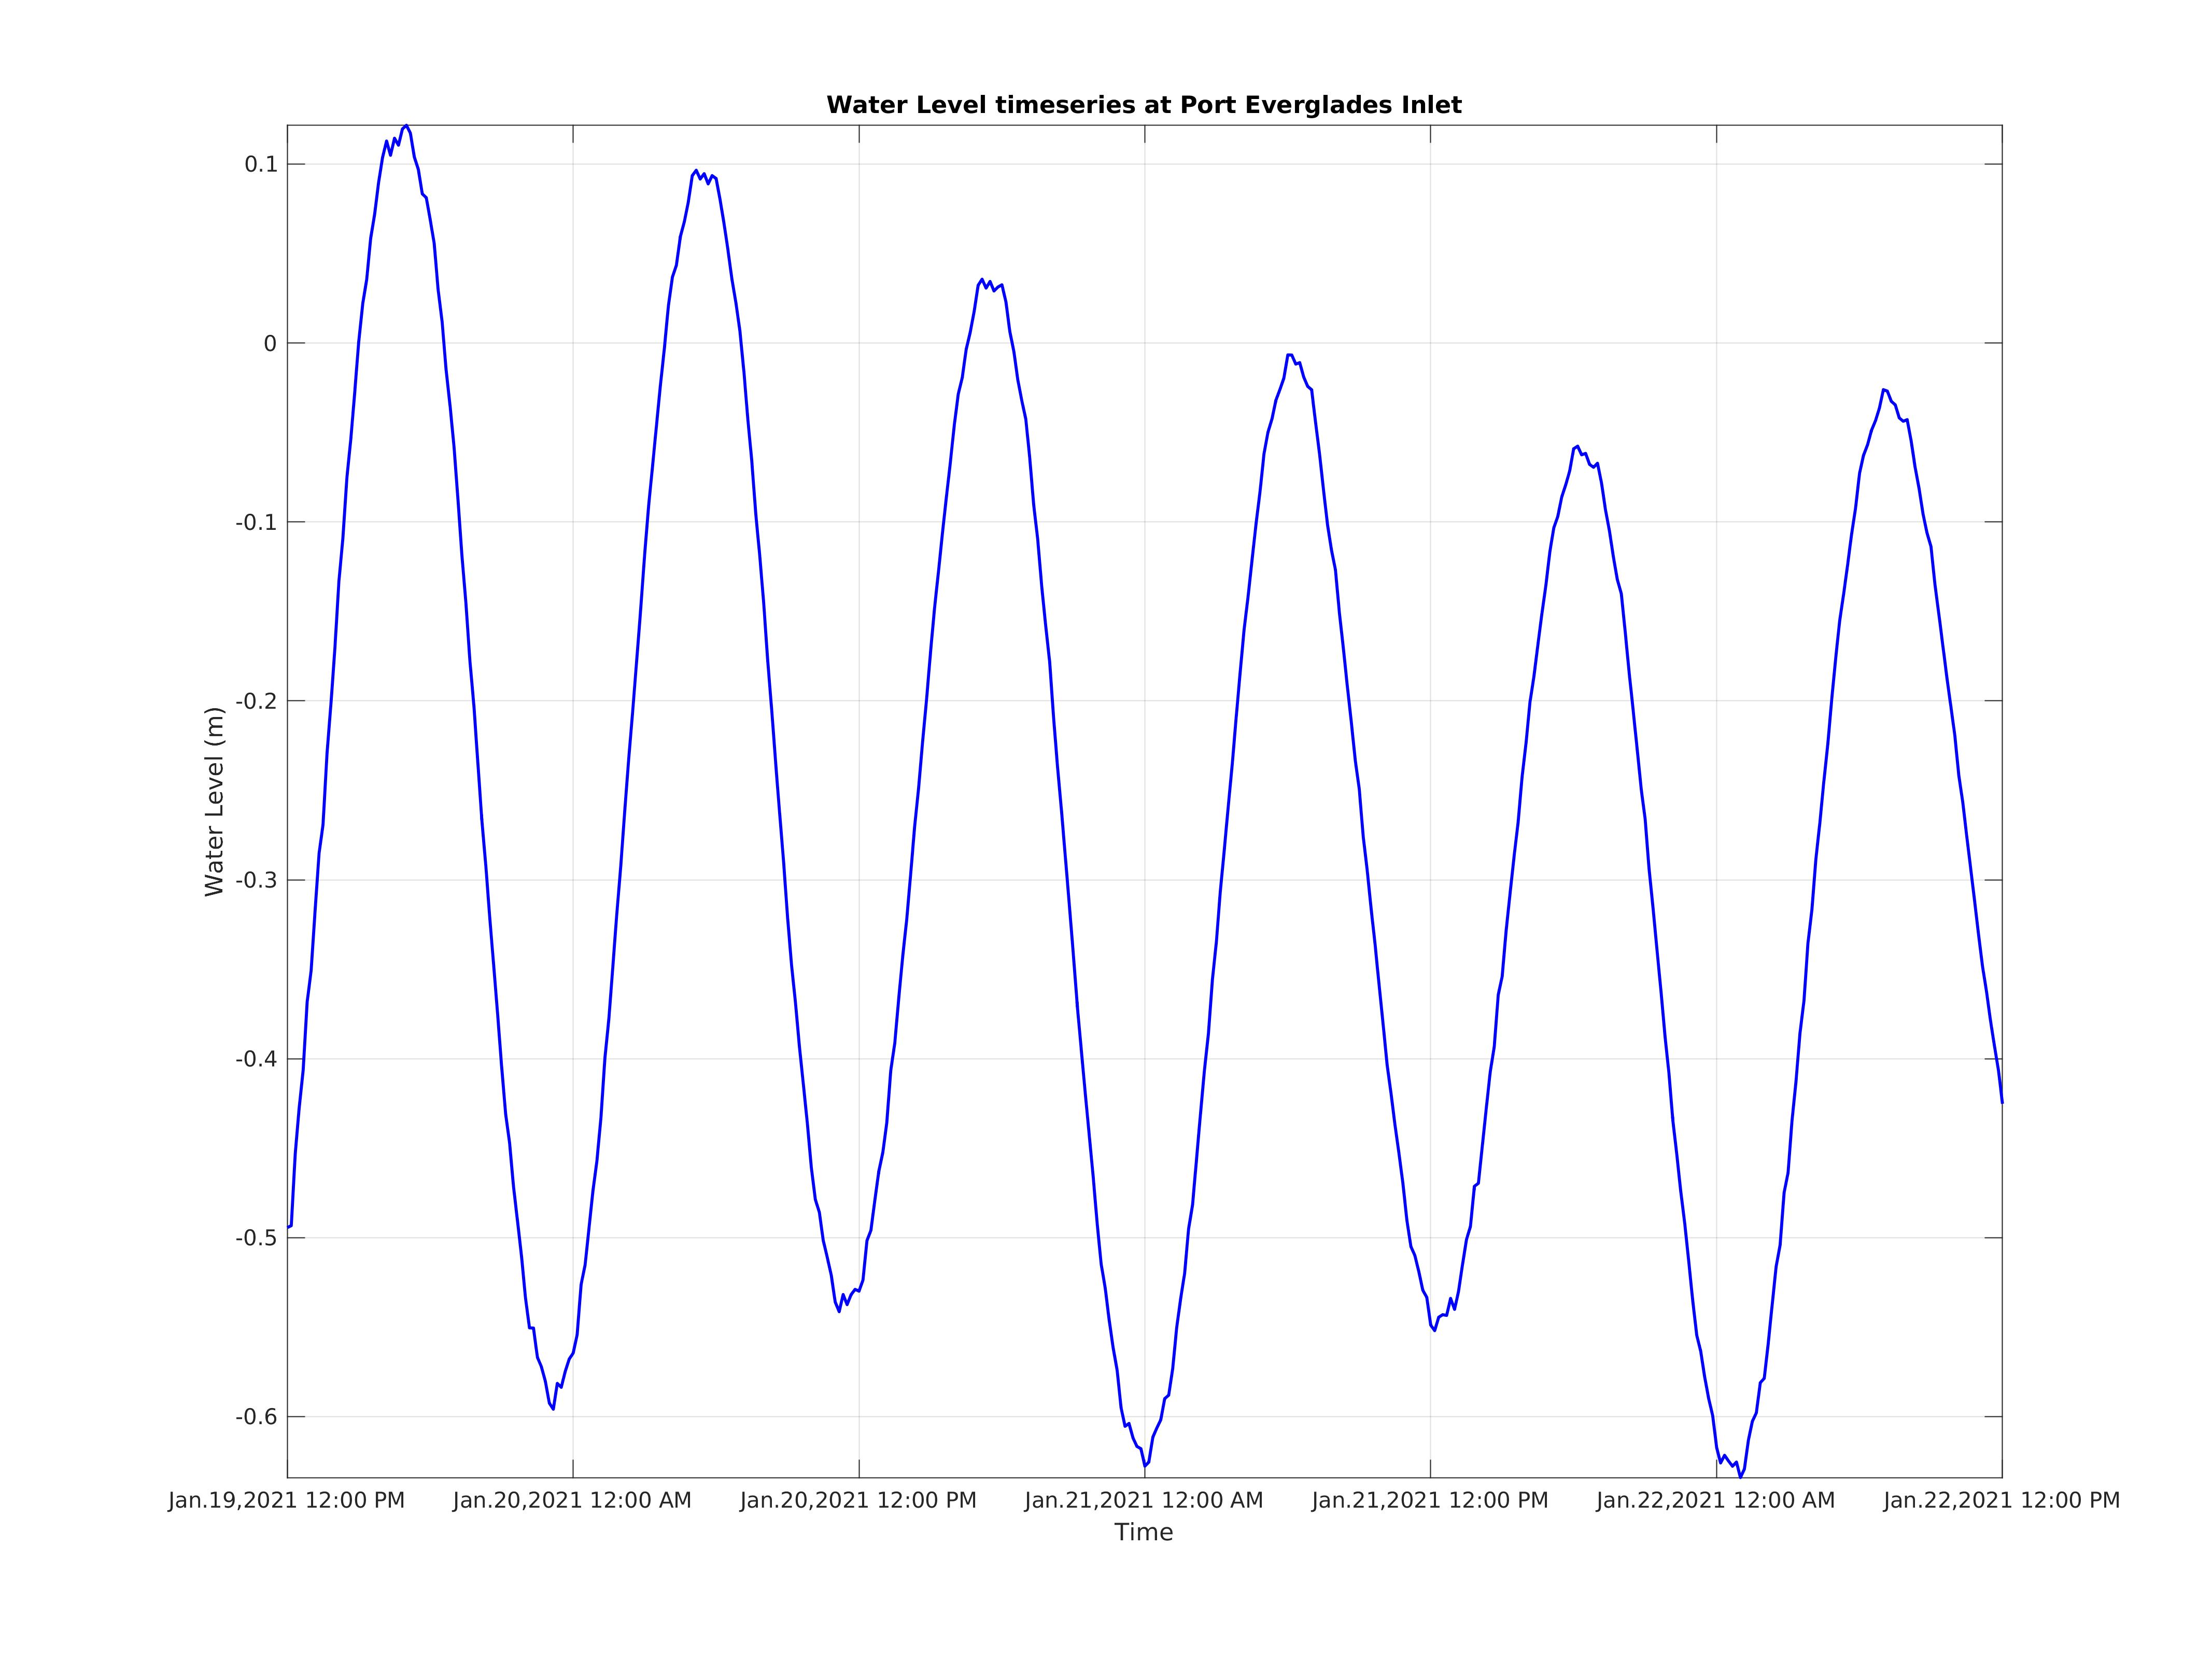 Water Level timeseries at Port Everglades Inlet
0.1
0
-0.1
-0.2
-0.3
-0.4
-0.5
-0.6
Water Level (m)
Jan.19,2021 12:00 PM
Jan.20,2021 12:00 AM
Jan.20,2021 12:00 PM
Jan.21,2021 12:00 AM
Jan.21,2021 12:00 PM
Jan.22,2021 12:00 AM
Jan.22,2021 12:00 PM
Time